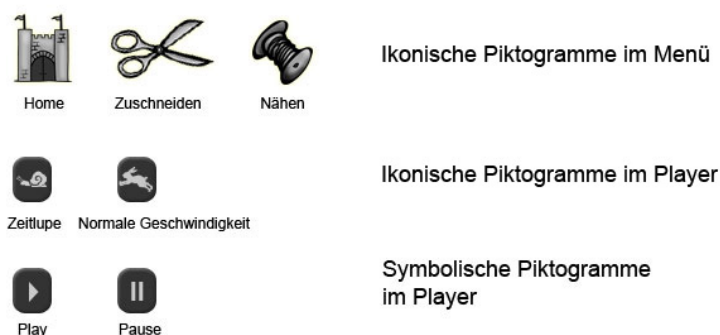 Ikonische Piktogramme im Menü
Home Zuschneiden Nähen
Ikonische Piktogramme im Player
Zeitlupe Normale Geschwindigkeit
Symbolische Piktogramme
im Player
Play Pause